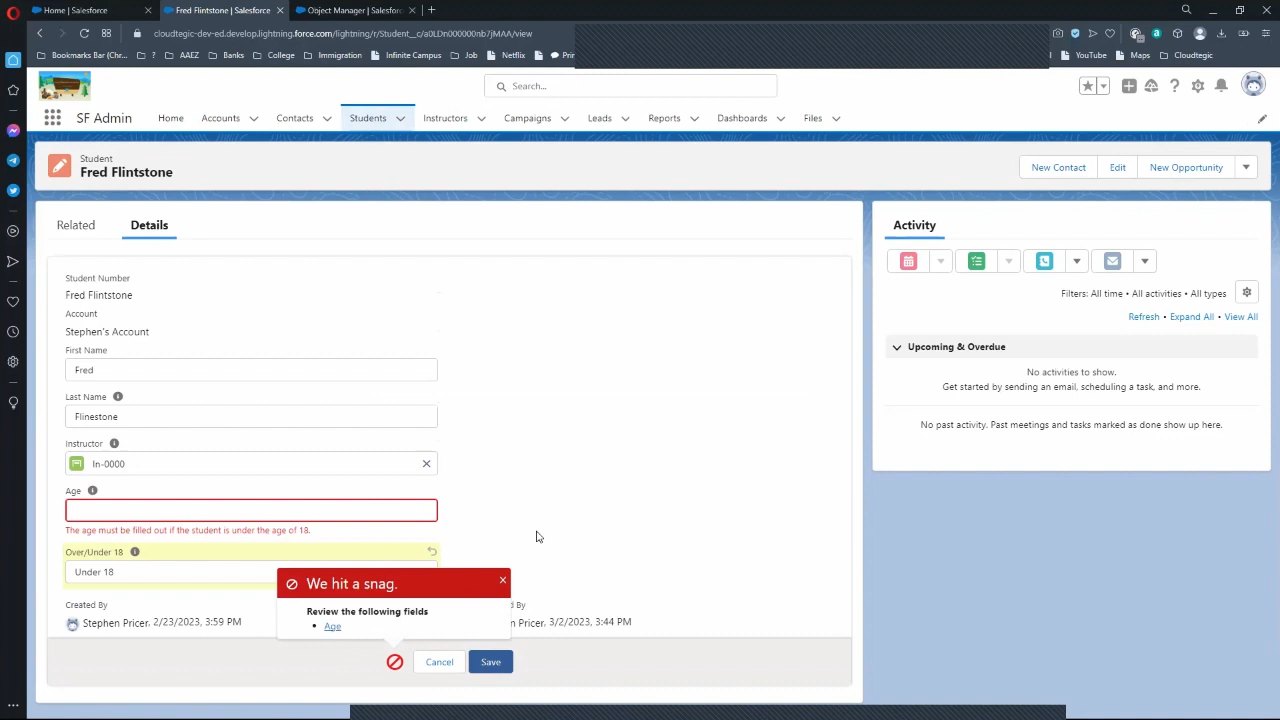 Home | Salesforce
Fred Flintstone | Salesforce
Object Manager | Salesforc
cloudtegic-dev-ed.develop.lightning.force.com/lightning/r/Student__c/a0LDn000000nb7jMAA/view
Bookmarks Bar (Chr...
?
AAEZ
Banks
College
Immigration
Infinite Campus
Job
Netflix
Prin
YouTube
Maps
Cloudtegic
Search...
SF Admin
Home
Accounts
Contacts
Students
Instructors
Campaigns
Leads
Reports
Dashboards
Files
Student
Fred Flintstone
New Contact
Edit
New Opportunity
Related
Details
Student Number
Fred Flintstone
Account
Stephen's Account
First Name
Fred
Last Name
Flinestone
Instructor
In-0000
Age
The age must be filled out if the student is under the age of 18.
Over/Under 18
Under 18
We hit a snag.
Review the following fields
• Age
Created By
Stephen Pricer, 2/23/2023, 3:59 PM
d By
n Pricer, 3/2/2023, 3:44 PM
Cancel
Save
Activity
Filters: All time • All activities • All types
Refresh • Expand All • View All
Upcoming & Overdue
No activities to show.
Get started by sending an email, scheduling a task, and more.
No past activity. Past meetings and tasks marked as done show up here.